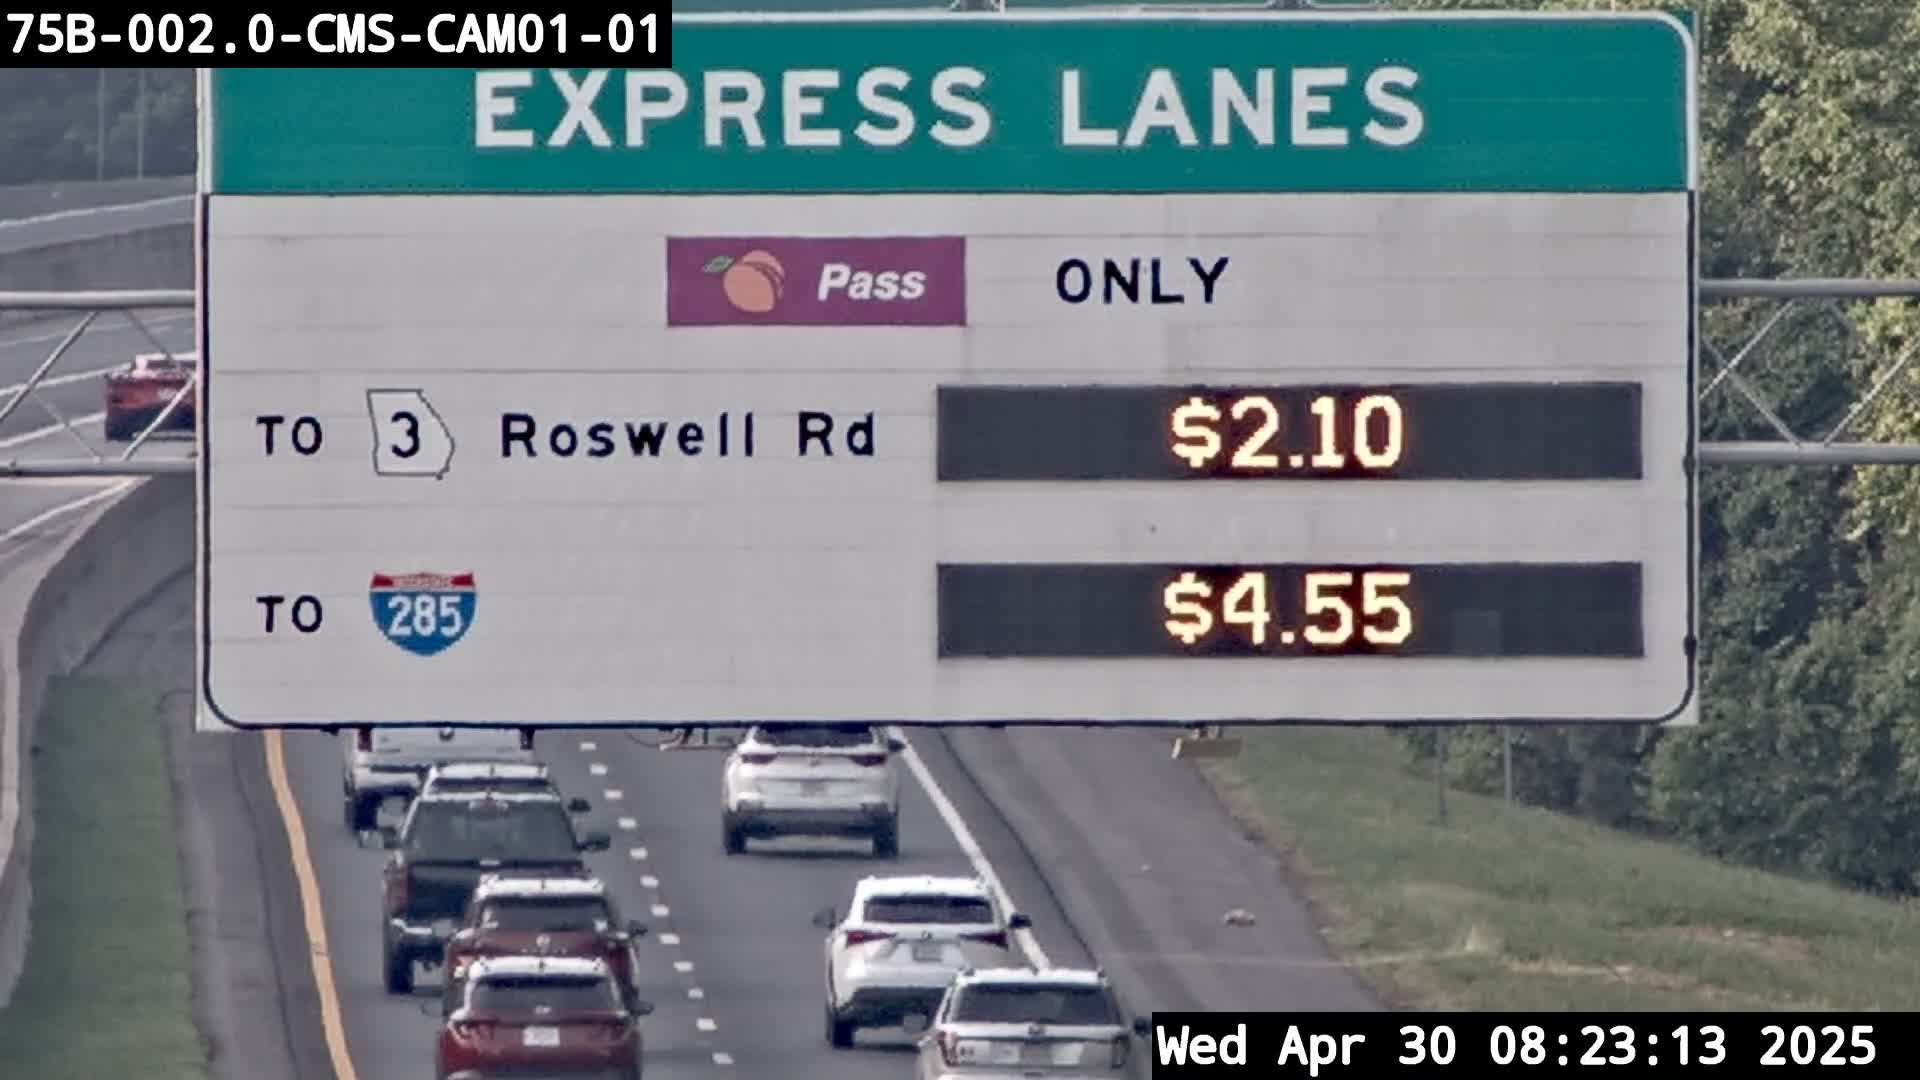 75B-002.0-CMS-CAM01-01
EXPRESS LANES
Pass ONLY
TO 3 Roswell Rd $2.10
TO 285 $4.55
Wed Apr 30 08:23:13 2025